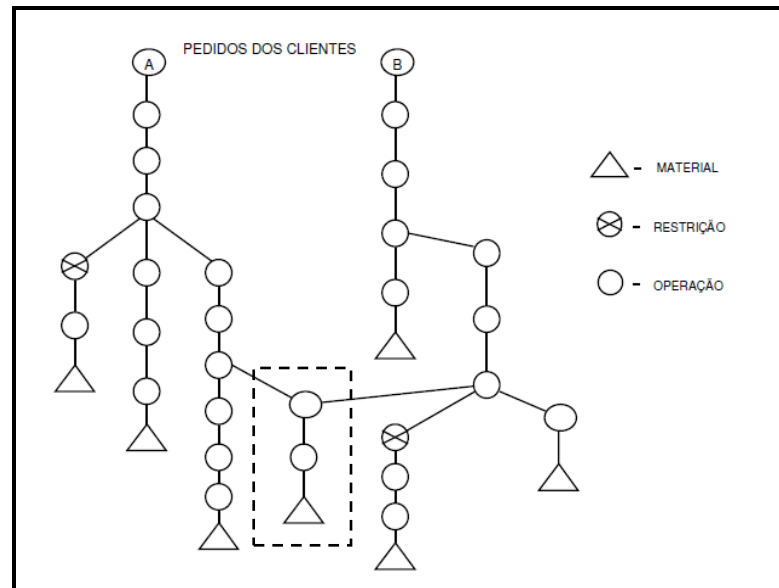 PEDIDOS DOS CLIENTES
A
B
- MATERIAL
- RESTRIÇÃO
- OPERAÇÃO